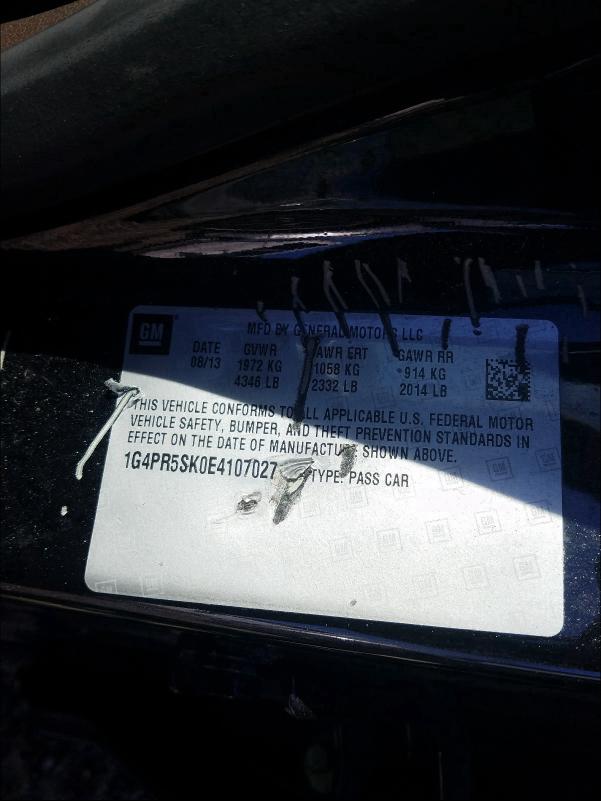 GM
MFD BY GENERAL MOTORS LLC
DATE GVWR GAWR FRT GAWR RR
08/13 1972 KG 1058 KG 914 KG
4346 LB 2332 LB 2014 LB
THIS VEHICLE CONFORMS TO ALL APPLICABLE U.S. FEDERAL MOTOR
VEHICLE SAFETY, BUMPER, AND THEFT PREVENTION STANDARDS IN
EFFECT ON THE DATE OF MANUFACTURE SHOWN ABOVE.
1G4PR5SK0E4107027 TYPE: PASS CAR